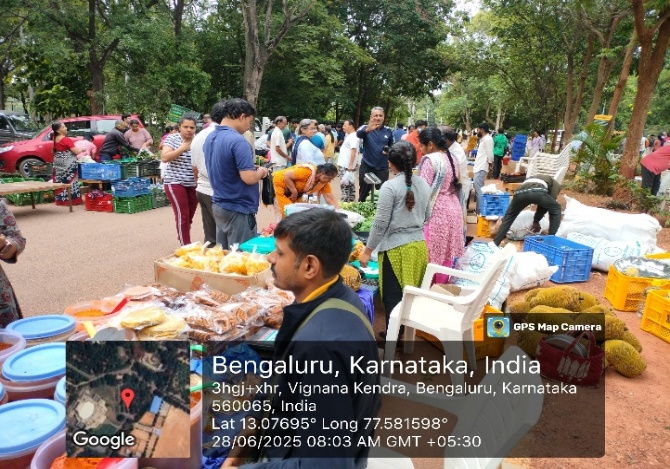 GPS Map Camera
Bengaluru, Karnataka, India
3hgj+xhr, Vignana Kendra, Bengaluru, Karnataka
560065, India
Lat 13.07695° Long 77.581598°
28/06/2025 08:03 AM GMT +05:30
Google